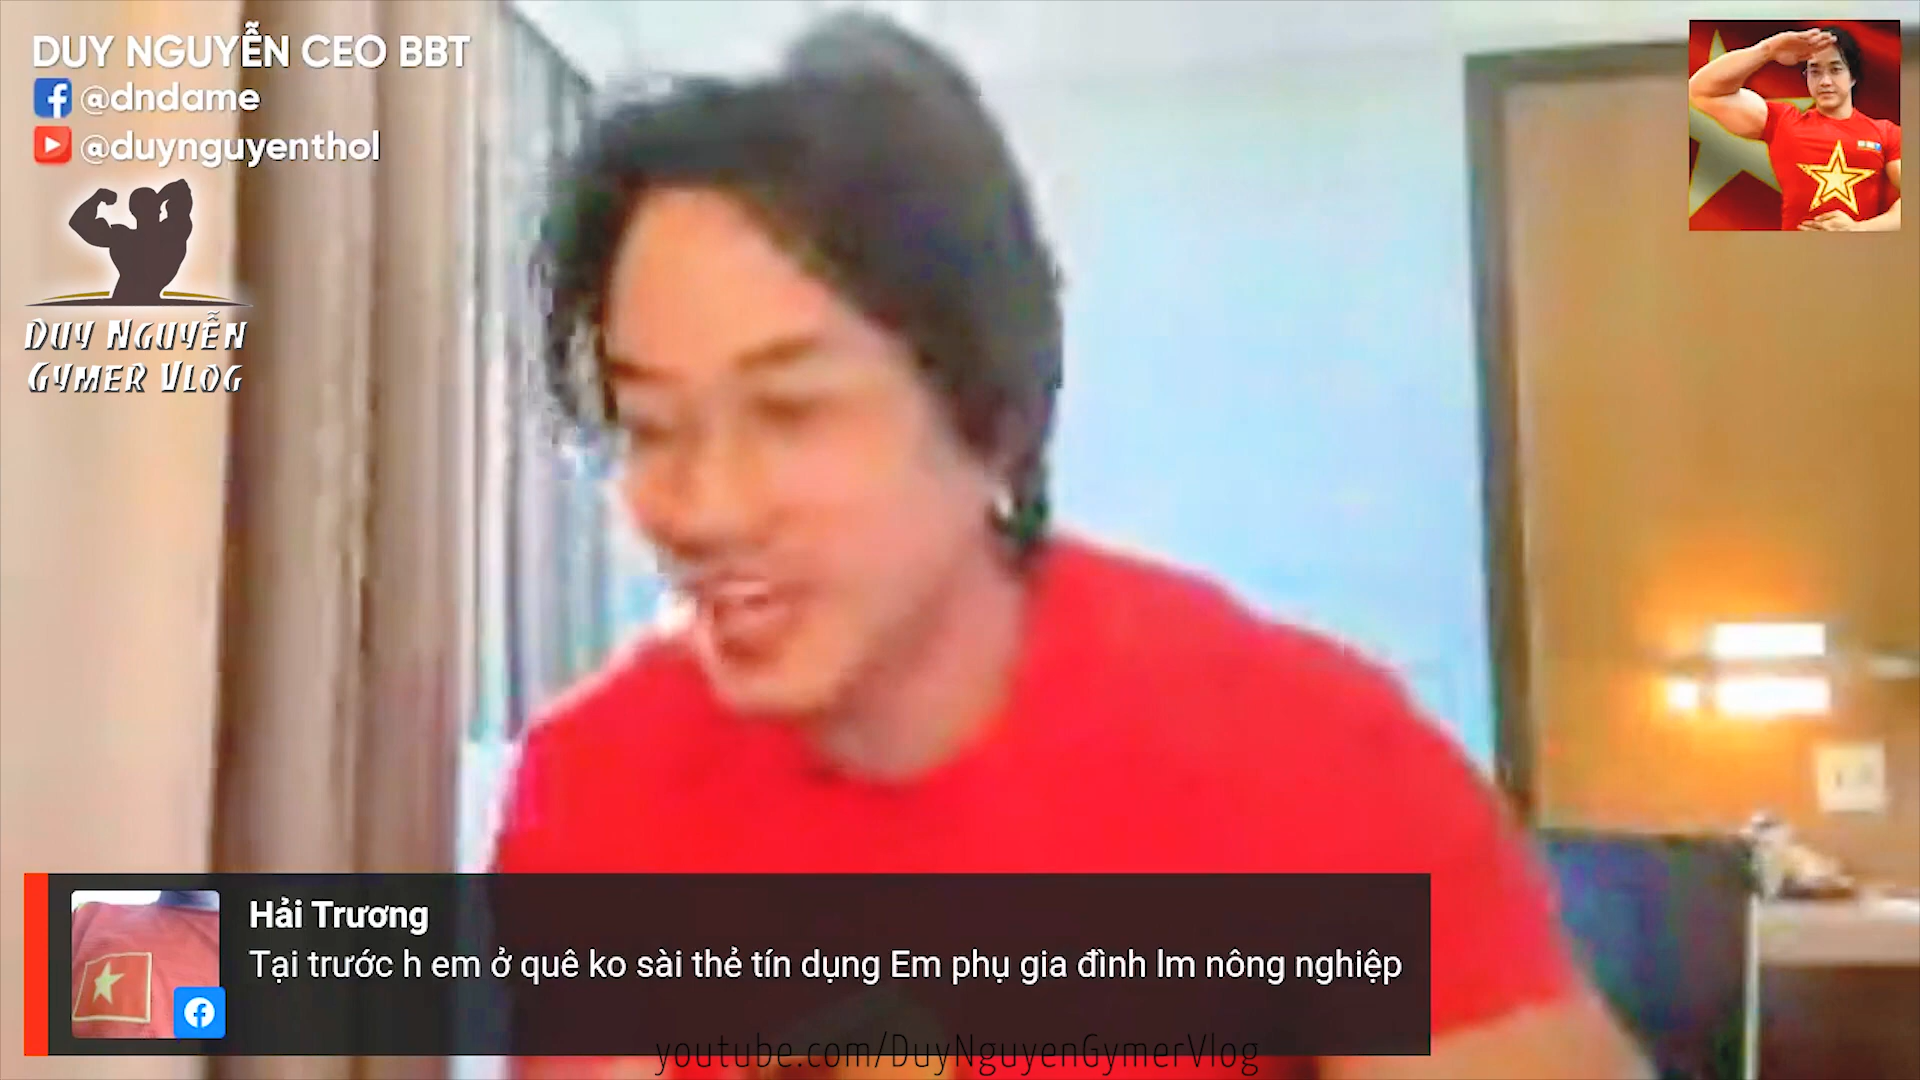 DUY NGUYỄN CEO BBT
@dndame
@duynguyenthol
DUY NGUYỄN
GYMER VLOG
Hải Trương
Tại trước h em ở quê ko sài thẻ tín dụng Em phụ gia đình lm nông nghiệp
youtube.com/DuyNguyenGymerVlog